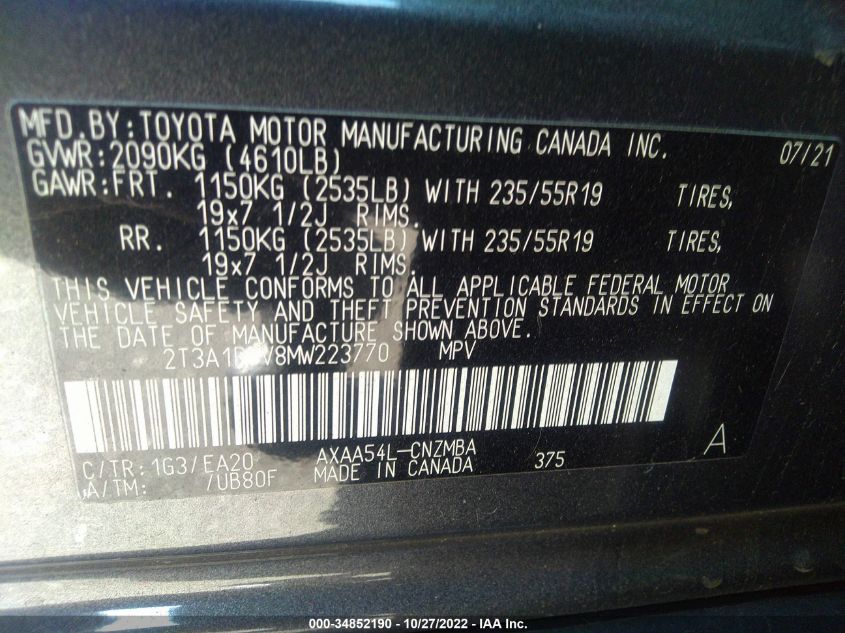 MFD.BY:TOYOTA MOTOR MANUFACTURING CANADA INC. 07/21
GVWR:2090KG (4610LB)
GAWR:FRT. 1150KG (2535LB) WITH 235/55R19 TIRES,
19x7 1/2J RIMS.
RR. 1150KG (2535LB) WITH 235/55R19 TIRES,
19x7 1/2J RIMS.
THIS VEHICLE CONFORMS TO ALL APPLICABLE FEDERAL MOTOR
VEHICLE SAFETY AND THEFT PREVENTION STANDARDS IN EFFECT ON
THE DATE OF MANUFACTURE SHOWN ABOVE.
MPV
C/TR:1G3/EA20 AXAA54L-CNZMBA A
A/TM: /UB80F MADE IN CANADA 375
000-34852190 - 10/27/2022 - IAA Inc.